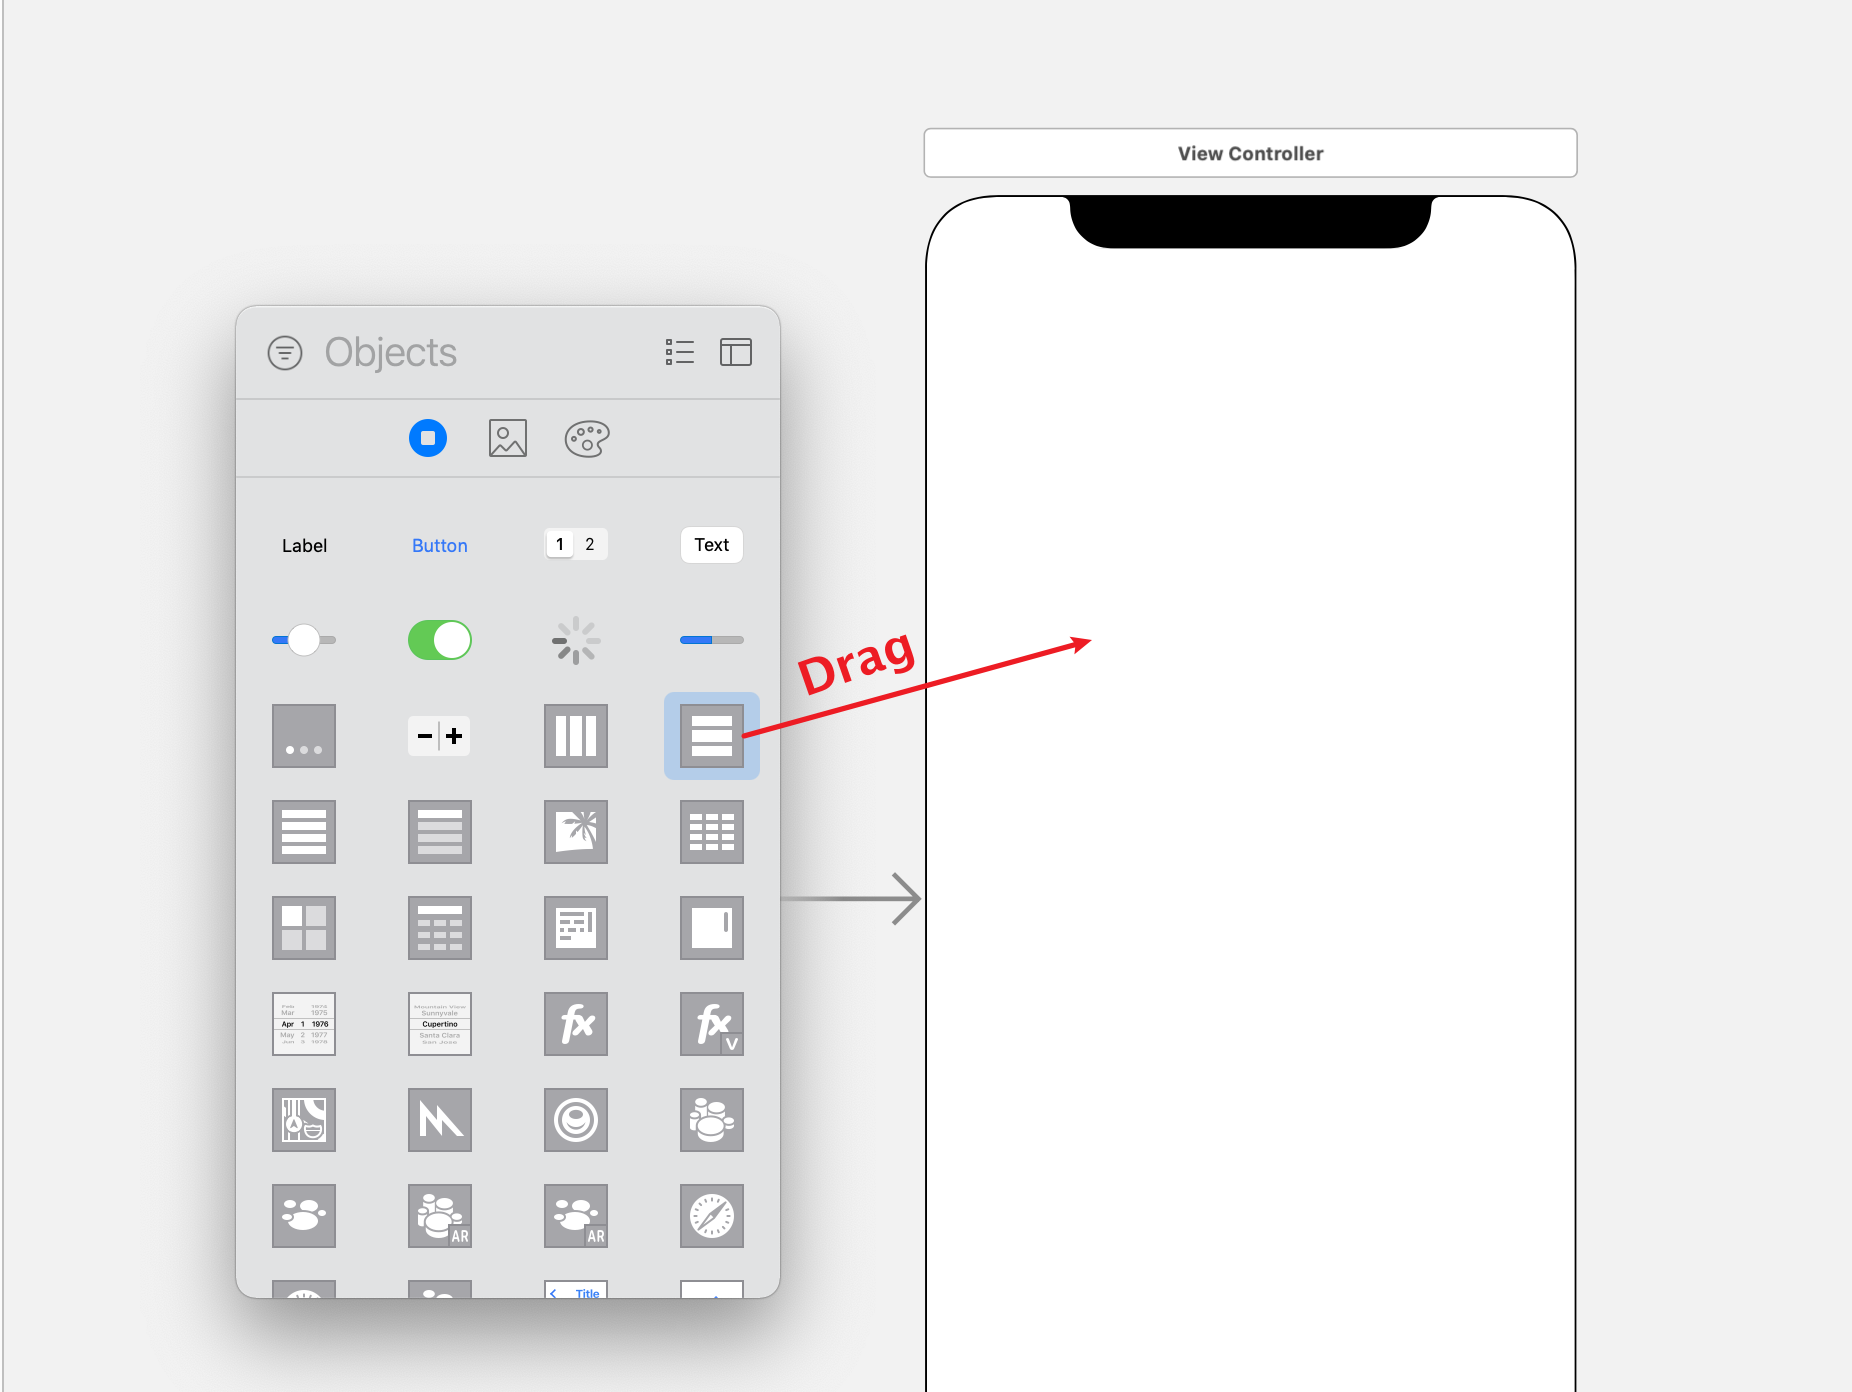 View Controller
Objects
Label
Button
1 2
Text
Drag
Feb 1974
Mar 1975
Apr 1 1976
May 2 1977
Jun 3 1978
Mountain View
Sunnyvale
Cupertino
Santa Clara
San Jose
fx
fx
V
AR
AR
Title